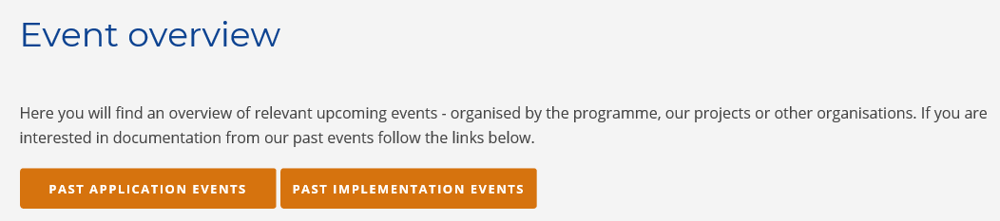 Event overview
Here you will find an overview of relevant upcoming events - organised by the programme, our projects or other organisations. If you are
interested in documentation from our past events follow the links below.
PAST APPLICATION EVENTS PAST IMPLEMENTATION EVENTS